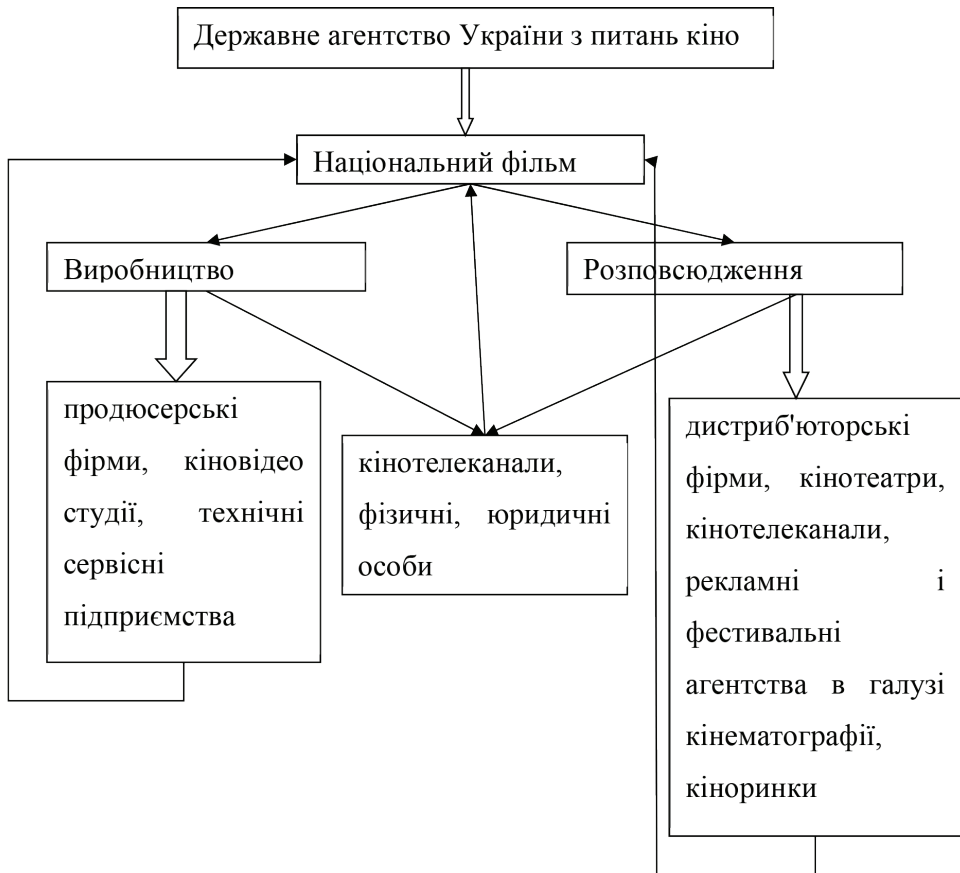 Державне агентство України з питань кіно
Національний фільм
Виробництво
Розповсюдження
продюсерські
фірми, кіновідео
студії, технічні
сервісні
підприємства
кінотелеканали,
фізичні, юридичні
особи
дистриб'юторські
фірми, кінотеатри,
кінотелеканали,
рекламні і
фестивальні
агентства в галузі
кінематографії,
кіноринки